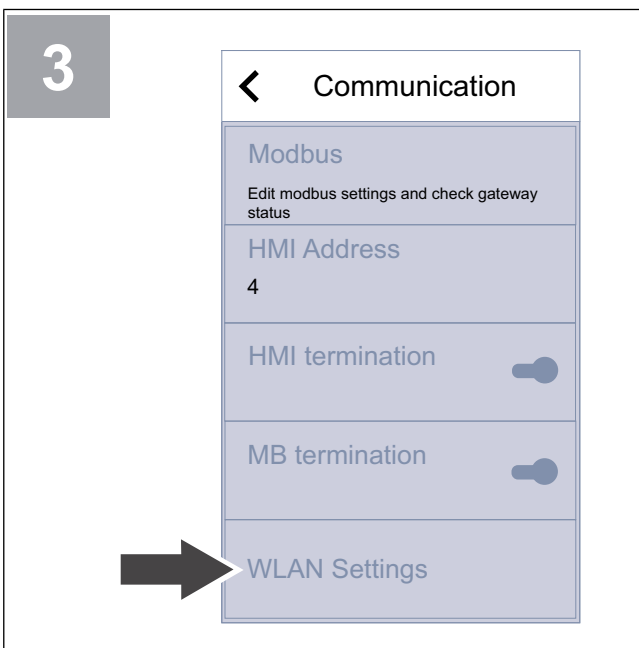 3
Communication
Modbus
Edit modbus settings and check gateway
status
HMI Address
4
HMI termination
MB termination
WLAN Settings